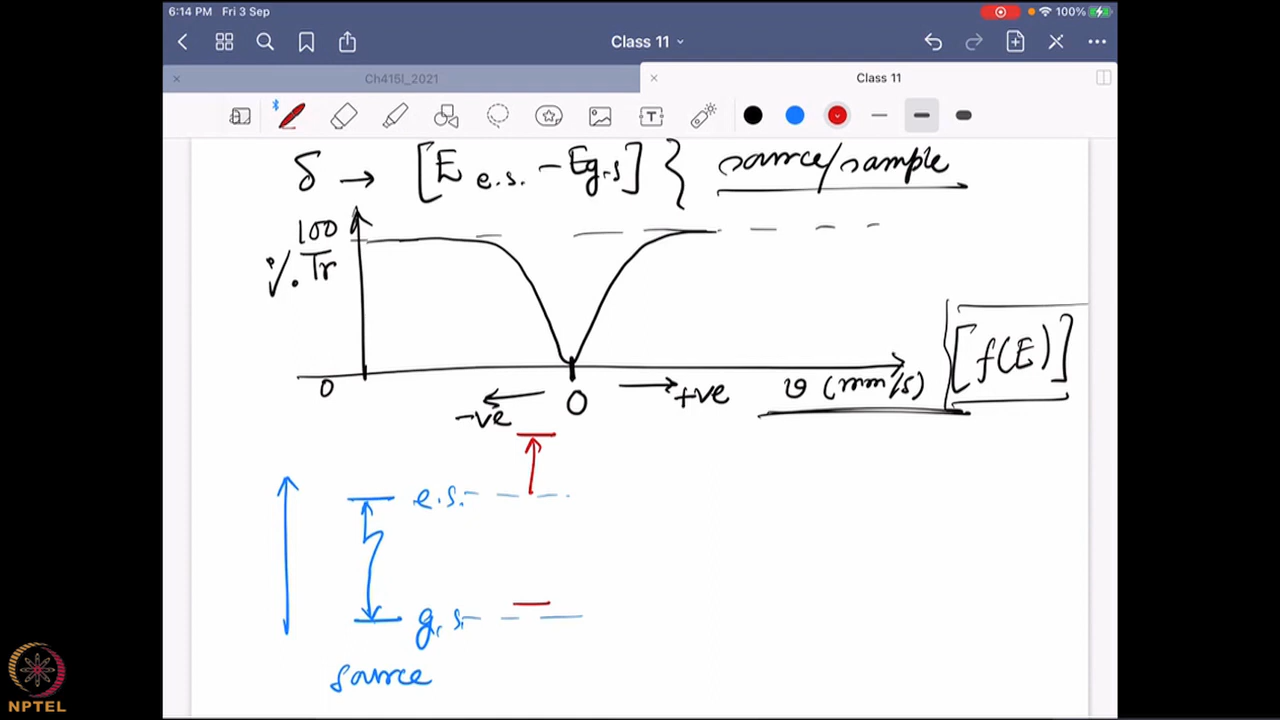 6:14 PM Fri 3 Sep 100%
Class 11
Ch415I_2021 Class 11
δ → [E e.s. – Eg.s] } source/sample
100
%. Tr
[f(E)]
0 -ve 0 +ve ϑ (mm/s)
e.s.
g.s.
source
NPTEL